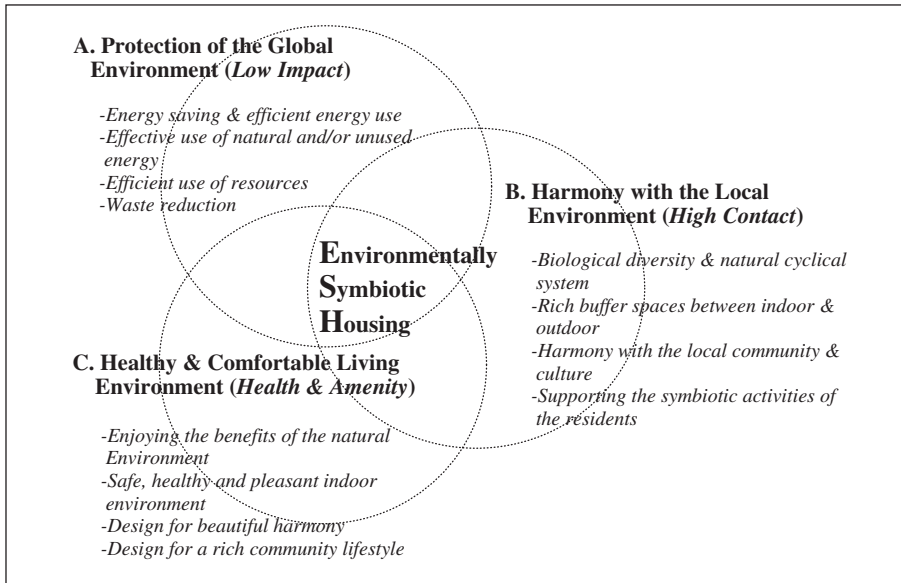 A. Protection of the Global
Environment (Low Impact)
-Energy saving & efficient energy use
-Effective use of natural and/or unused
energy
-Efficient use of resources
-Waste reduction
B. Harmony with the Local
Environment (High Contact)
-Biological diversity & natural cyclical
system
-Rich buffer spaces between indoor &
outdoor
-Harmony with the local community &
culture
-Supporting the symbiotic activities of
the residents
Environmentally
Symbiotic
Housing
C. Healthy & Comfortable Living
Environment (Health & Amenity)
-Enjoying the benefits of the natural
Environment
-Safe, healthy and pleasant indoor
environment
-Design for beautiful harmony
-Design for a rich community lifestyle